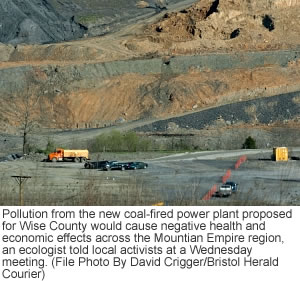 Pollution from the new coal-fired power plant proposed
for Wise County would cause negative health and
economic effects across the Mountian Empire region,
an ecologist told local activists at a Wednesday
meeting. (File Photo By David Crigger/Bristol Herald
Courier)